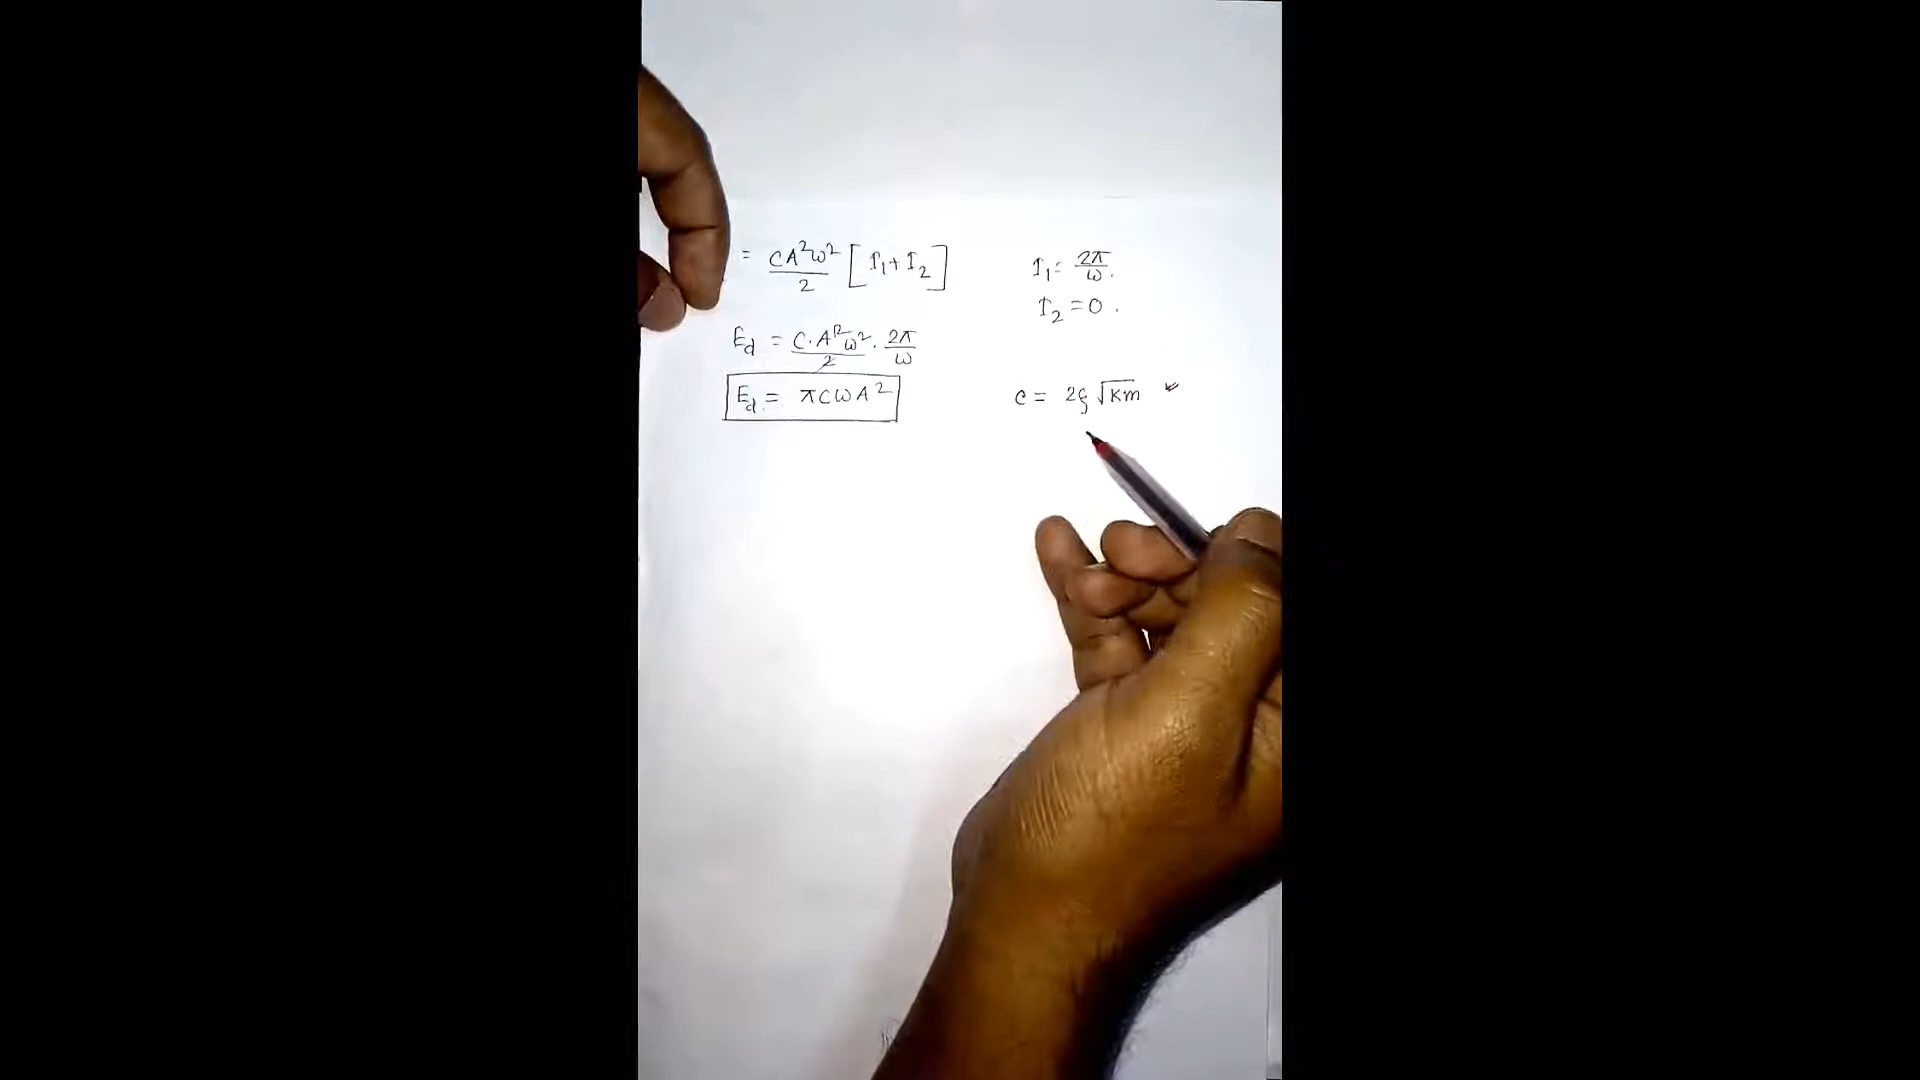 = CA²ω²/2 [I₁ + I₂]
I₁ = 2π/ω.
I₂ = 0.
E_d = C·A²ω²/2 · 2π/ω
E_d = πCωA²
C = 2ξ √Km